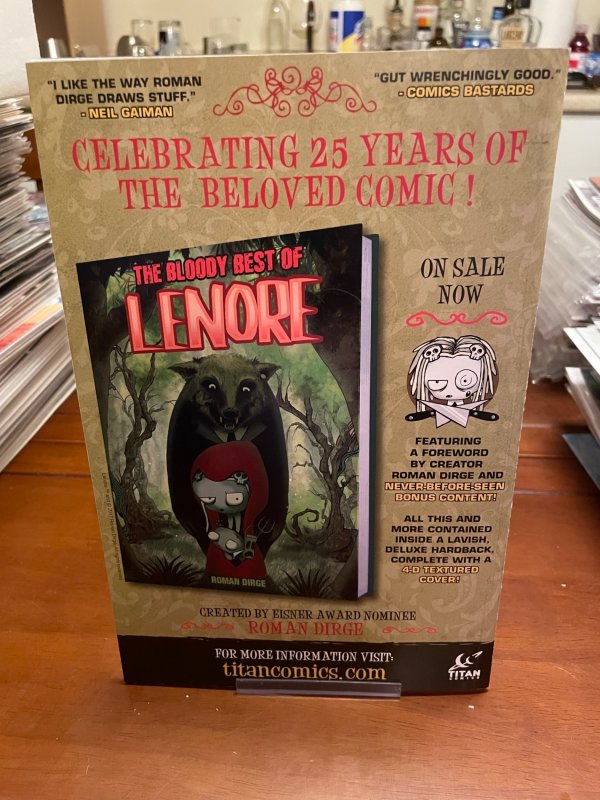 "I LIKE THE WAY ROMAN
DIRGE DRAWS STUFF."
- NEIL GAIMAN
"GUT WRENCHINGLY GOOD."
- COMICS BASTARDS
CELEBRATING 25 YEARS OF
THE BELOVED COMIC!
THE BLOODY BEST OF
LENORE
ROMAN DIRGE
ON SALE
NOW
FEATURING
A FOREWORD
BY CREATOR
ROMAN DIRGE AND
NEVER-BEFORE-SEEN
BONUS CONTENT!
ALL THIS AND
MORE CONTAINED
INSIDE A LAVISH,
DELUXE HARDBACK,
COMPLETE WITH A
4-D TEXTURED
COVER!
CREATED BY EISNER AWARD NOMINEE
ROMAN DIRGE
FOR MORE INFORMATION VISIT:
titancomics.com
TITAN
COMICS